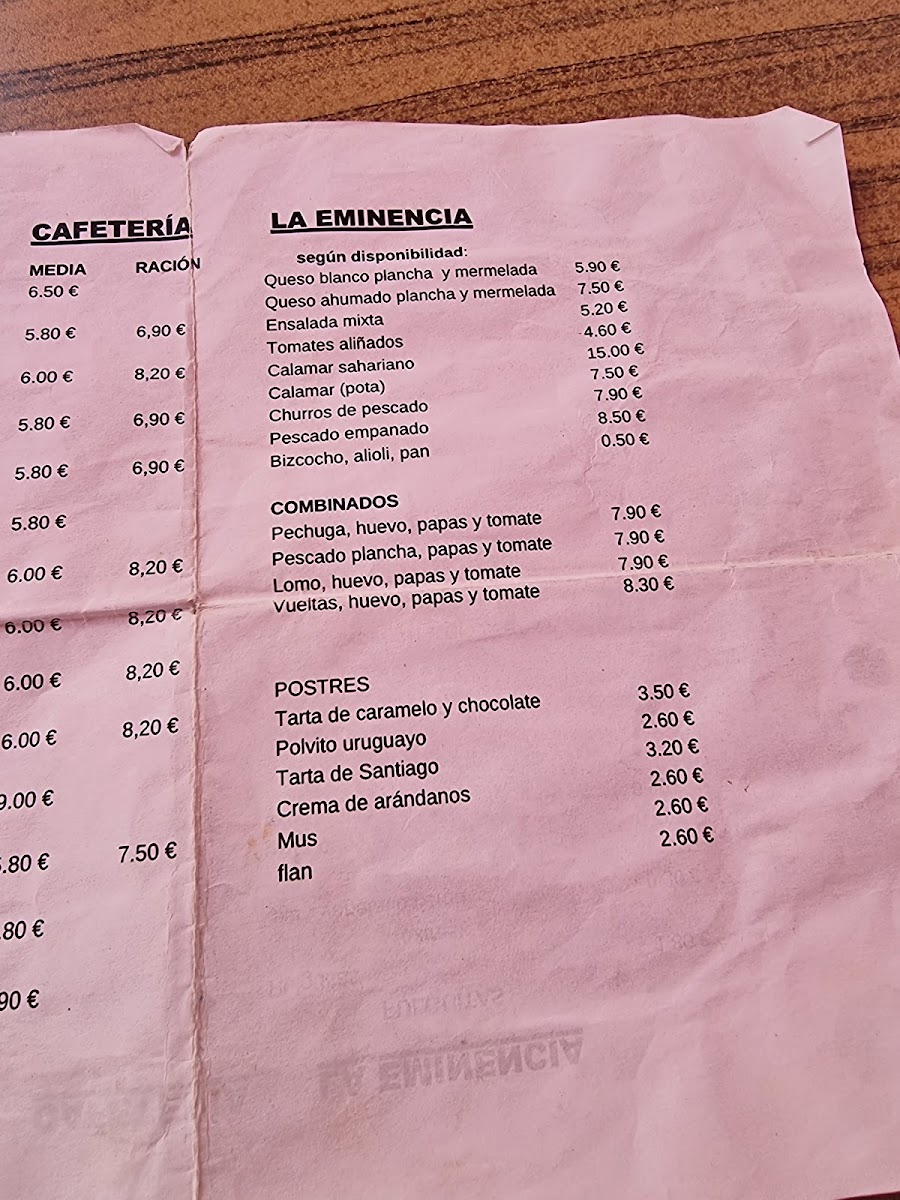 CAFETERÍA LA EMINENCIA
MEDIA RACIÓN
6.50 €
5.80 € 6,90 €
6.00 € 8,20 €
5.80 € 6,90 €
5.80 € 6,90 €
5.80 €
6.00 € 8,20 €
6.00 € 8,20 €
6.00 € 8,20 €
6.00 € 8,20 €
9.00 €
.80 € 7.50 €
.80 €
90 €
según disponibilidad:
Queso blanco plancha y mermelada 5.90 €
Queso ahumado plancha y mermelada 7.50 €
Ensalada mixta 5.20 €
Tomates aliñados 4.60 €
Calamar sahariano 15.00 €
Calamar (pota) 7.50 €
Churros de pescado 7.90 €
Pescado empanado 8.50 €
Bizcocho, alioli, pan 0.50 €
COMBINADOS
Pechuga, huevo, papas y tomate 7.90 €
Pescado plancha, papas y tomate 7.90 €
Lomo, huevo, papas y tomate 7.90 €
Vueltas, huevo, papas y tomate 8.30 €
POSTRES
Tarta de caramelo y chocolate 3.50 €
Polvito uruguayo 2.60 €
Tarta de Santiago 3.20 €
Crema de arándanos 2.60 €
Mus 2.60 €
flan 2.60 €
LA EMINENCIA